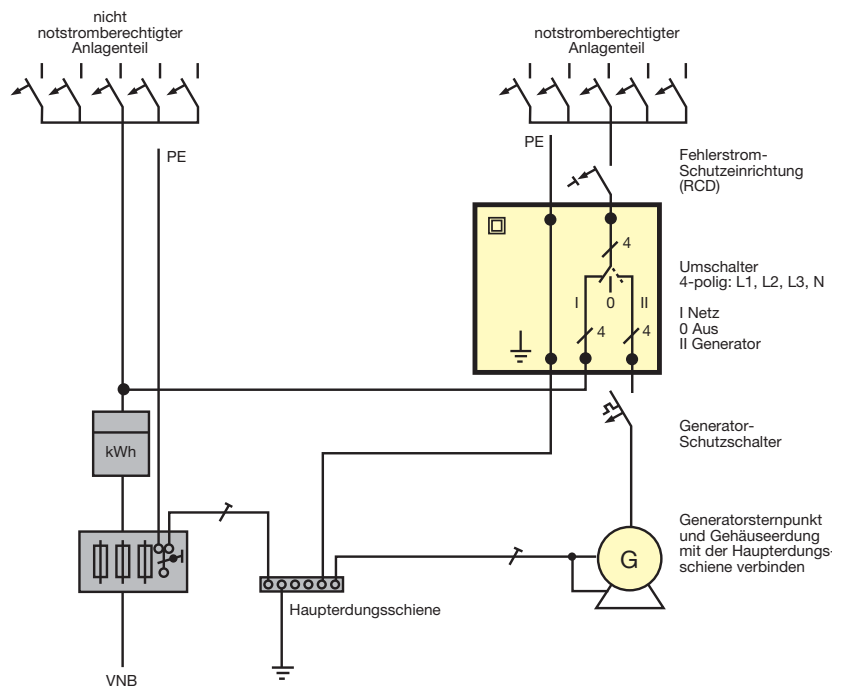 nicht
notstromberechtigter
Anlagenteil
notstromberechtigter
Anlagenteil
PE
PE
Fehlerstrom-
Schutzeinrichtung
(RCD)
4
Umschalter
4-polig: L1, L2, L3, N
I
0
II
I Netz
0 Aus
II Generator
4
4
kWh
Generator-
Schutzschalter
G
Generatorsternpunkt
und Gehäuseerdung
mit der Haupterdungs-
schiene verbinden
Haupterdungsschiene
VNB